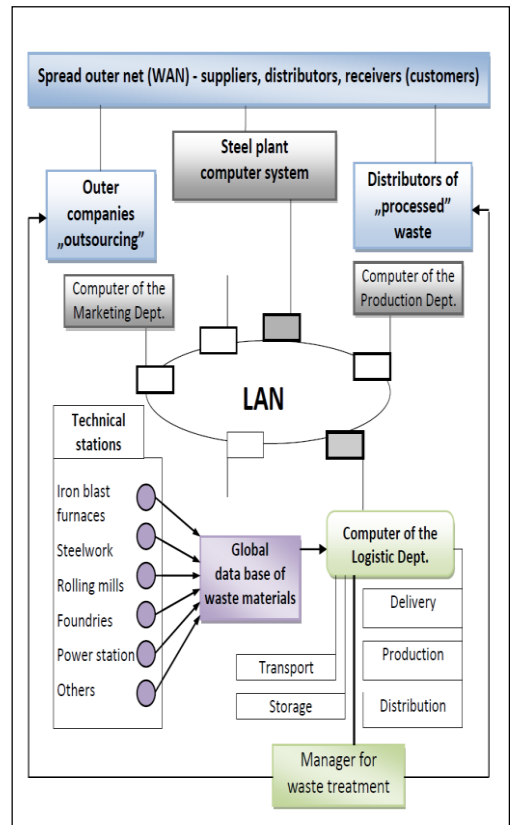 Spread outer net (WAN) - suppliers, distributors, receivers (customers)
Steel plant
computer system
Outer
companies
„outsourcing”
Distributors of
„processed”
waste
Computer of the
Marketing Dept.
Computer of the
Production Dept.
LAN
Technical
stations
Iron blast
furnaces
Steelwork
Rolling mills
Foundries
Power station
Others
Global
data base of
waste materials
Computer of the
Logistic Dept.
Delivery
Production
Distribution
Transport
Storage
Manager for
waste treatment